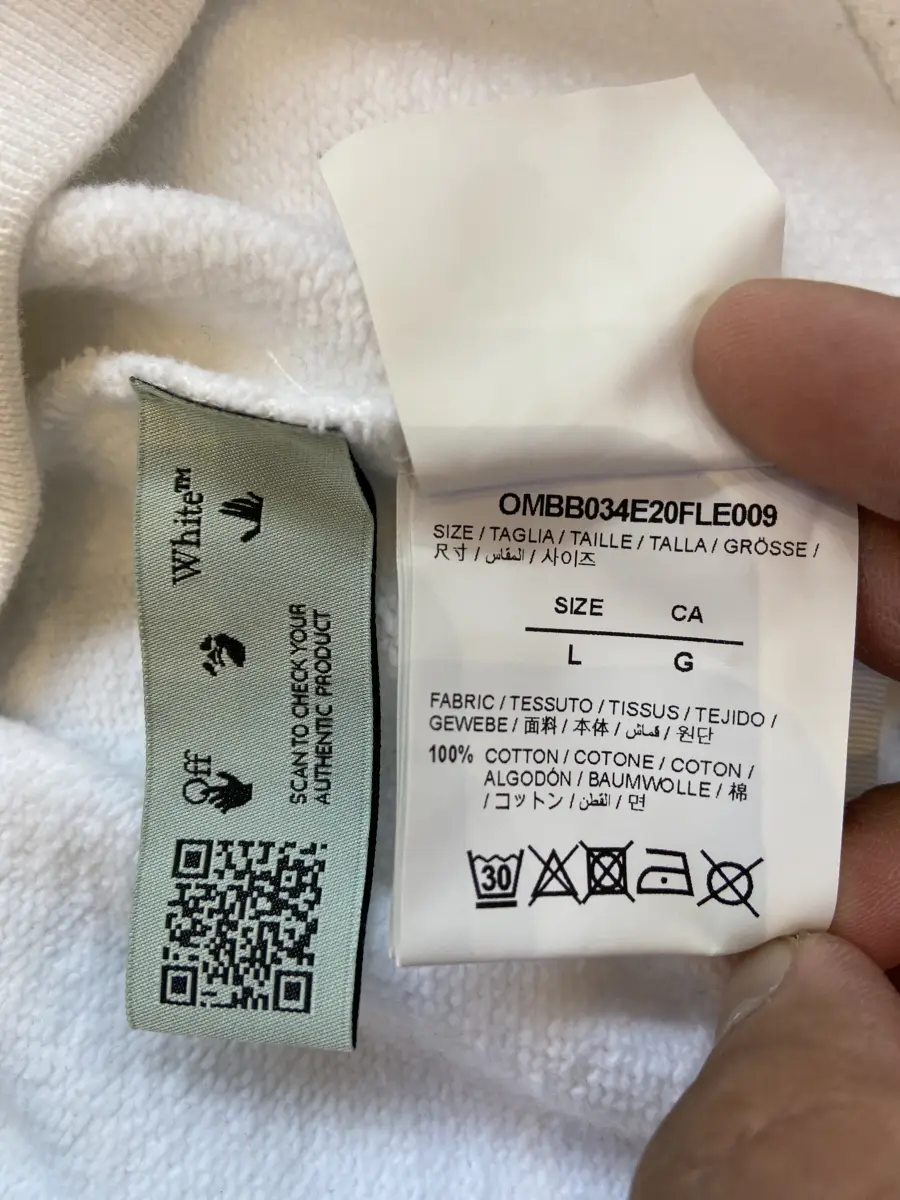 Off White™
SCAN TO CHECK YOUR
AUTHENTIC PRODUCT
OMBB034E20FLE009
SIZE / TAGLIA / TAILLE / TALLA / GRÖSSE /
尺寸 / المقاس / 사이즈
SIZE CA
L G
FABRIC / TESSUTO / TISSUS / TEJIDO /
GEWEBE / 面料 / 本体 / قماش / 원단
100% COTTON / COTONE / COTON /
ALGODÓN / BAUMWOLLE / 棉
/ コットン / القطن / 면
30